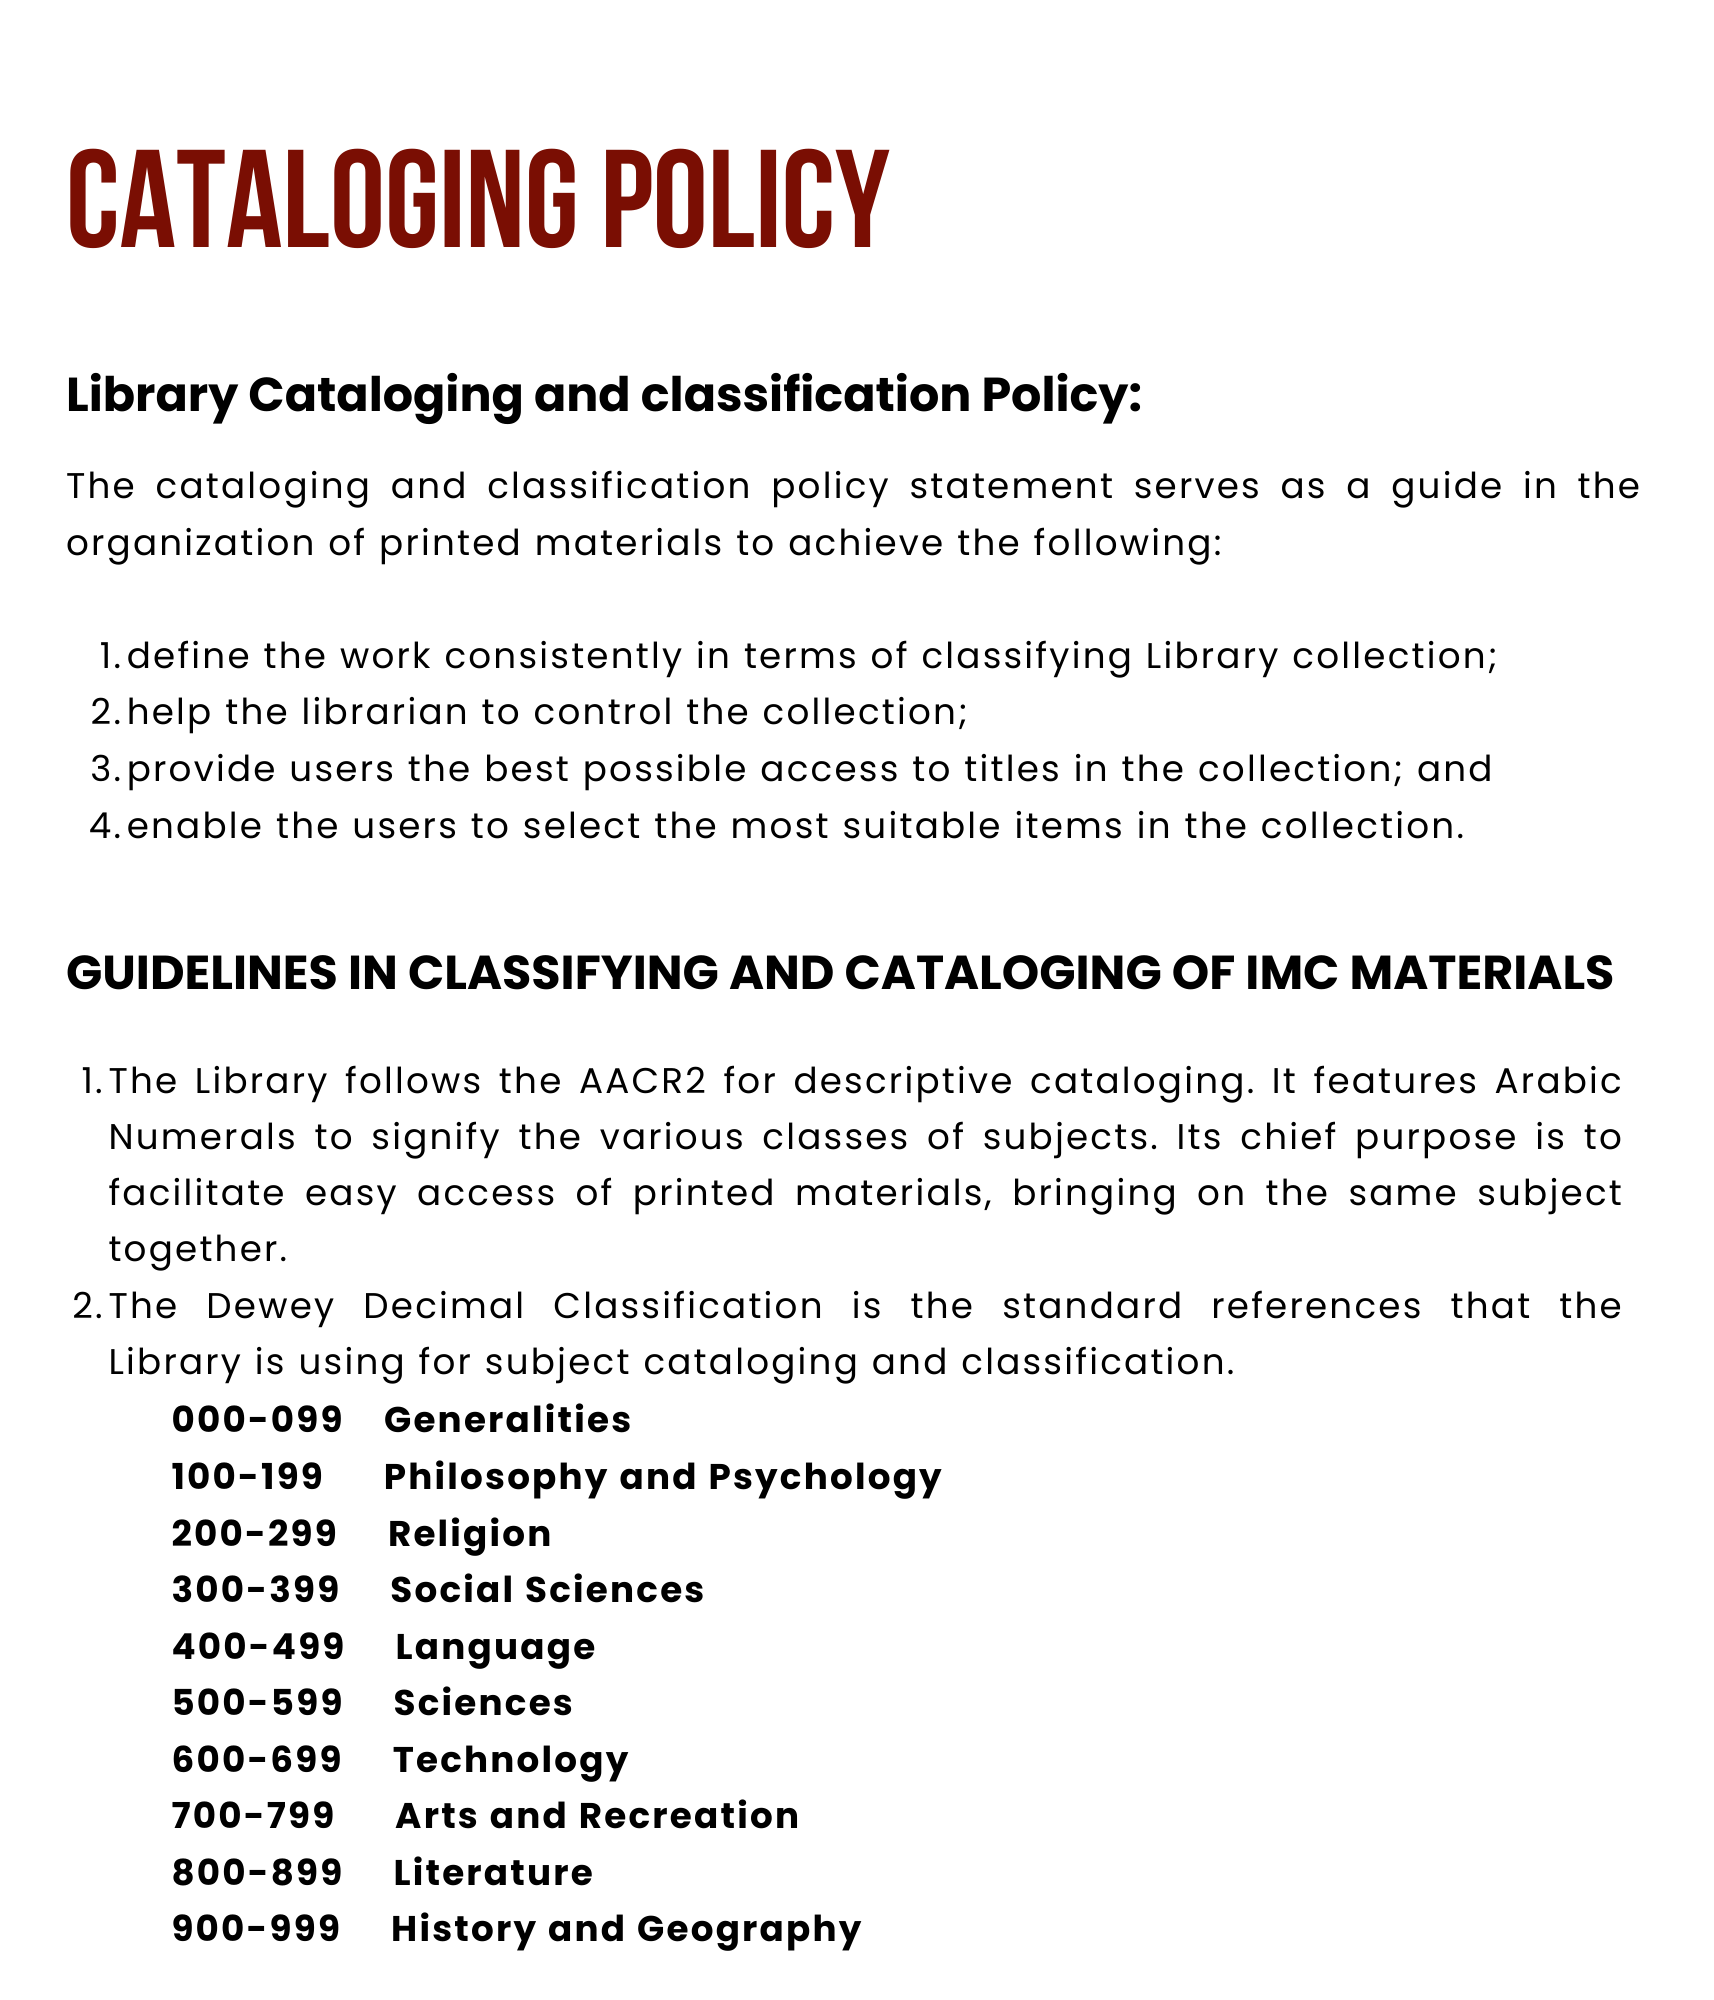 CATALOGING POLICY
Library Cataloging and classification Policy:
The cataloging and classification policy statement serves as a guide in the
organization of printed materials to achieve the following:
1. define the work consistently in terms of classifying Library collection;
2. help the librarian to control the collection;
3. provide users the best possible access to titles in the collection; and
4. enable the users to select the most suitable items in the collection.
GUIDELINES IN CLASSIFYING AND CATALOGING OF IMC MATERIALS
1. The Library follows the AACR2 for descriptive cataloging. It features Arabic
Numerals to signify the various classes of subjects. Its chief purpose is to
facilitate easy access of printed materials, bringing on the same subject
together.
2. The Dewey Decimal Classification is the standard references that the
Library is using for subject cataloging and classification.
000-099 Generalities
100-199 Philosophy and Psychology
200-299 Religion
300-399 Social Sciences
400-499 Language
500-599 Sciences
600-699 Technology
700-799 Arts and Recreation
800-899 Literature
900-999 History and Geography